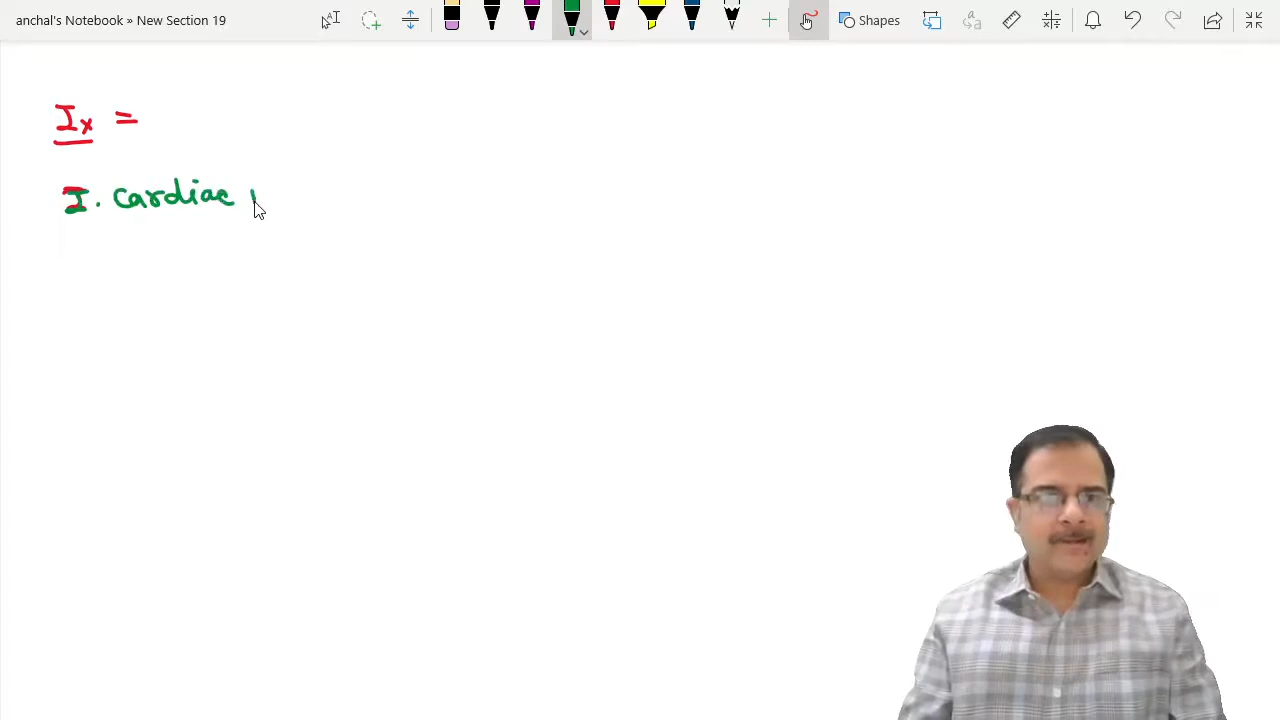 anchal's Notebook » New Section 19
Shapes
Ix =
I. cardiac